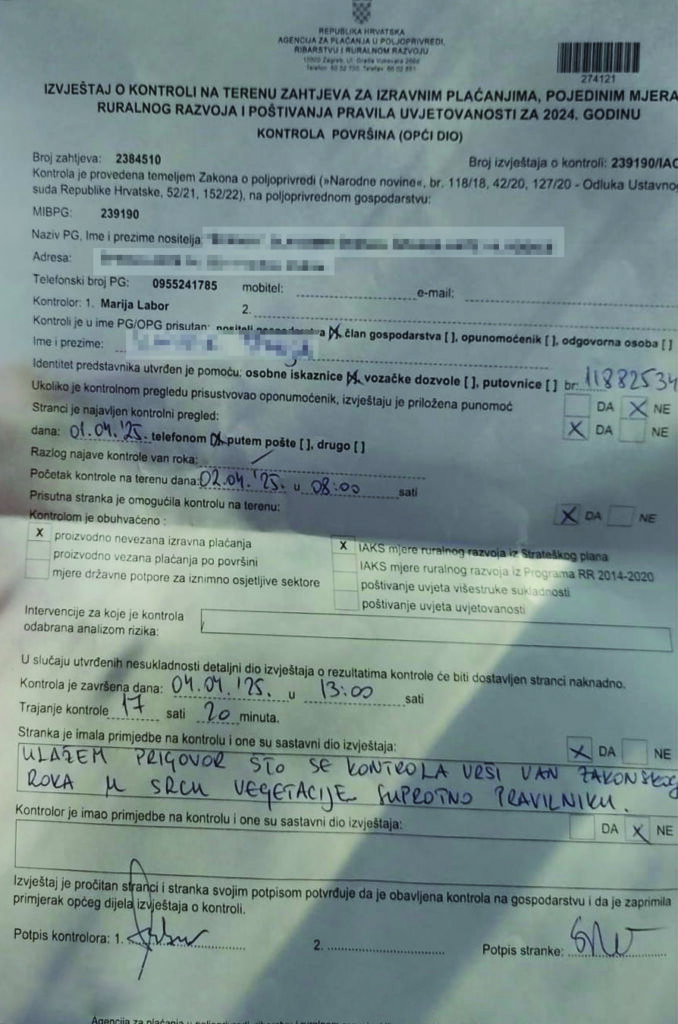 REPUBLIKA HRVATSKA
AGENCIJA ZA PLAĆANJA U POLJOPRIVREDI,
RIBARSTVU I RURALNOM RAZVOJU
10000 Zagreb, ul. Grada Vukovara 269d
274121
IZVJEŠTAJ O KONTROLI NA TERENU ZAHTJEVA ZA IZRAVNIM PLAĆANJIMA, POJEDINIM MJERA
RURALNOG RAZVOJA I POŠTIVANJA PRAVILA UVJETOVANOSTI ZA 2024. GODINU
KONTROLA POVRŠINA (OPĆI DIO)
Broj zahtjeva: 2384510 Broj izvještaja o kontroli: 239190/IAC
Kontrola je provedena temeljem Zakona o poljoprivredi (»Narodne novine«, br. 118/18, 42/20, 127/20 - Odluka Ustavnog
suda Republike Hrvatske, 52/21, 152/22), na poljoprivrednom gospodarstvu:
MIBPG: 239190
Naziv PG, Ime i prezime nositelja:
Adresa:
Telefonski broj PG: 0955241785 mobitel: e-mail:
Kontrolor: 1. Marija Labor 2.
Kontroli je u ime PG/OPG prisutan: nositelj gospodarstva [X], član gospodarstva [ ], opunomoćenik [ ], odgovorna osoba [ ]
Ime i prezime:
Identitet predstavnika utvrđen je pomoću: osobne iskaznice [X], vozačke dozvole [ ], putovnice [ ] br: 11882534
Ukoliko je kontrolnom pregledu prisustvovao oponumoćenik, izvještaju je priložena punomoć DA X NE
Stranci je najavljen kontrolni pregled: X DA NE
dana: 01.04.'25. telefonom [X], putem pošte [ ], drugo [ ]
Razlog najave kontrole van roka:
Početak kontrole na terenu dana: 02.04.'25. u 08:00 sati
Prisutna stranka je omogućila kontrolu na terenu: X DA NE
Kontrolom je obuhvaćeno :
X proizvodno nevezana izravna plaćanja X IAKS mjere ruralnog razvoja iz Strateškog plana
proizvodno vezana plaćanja po površini IAKS mjere ruralnog razvoja iz Programa RR 2014-2020
mjere državne potpore za iznimno osjetljive sektore poštivanje uvjeta višestruke sukladnosti
poštivanje uvjeta uvjetovanosti
Intervencije za koje je kontrola
odabrana analizom rizika:
U slučaju utvrđenih nesukladnosti detaljni dio izvještaja o rezultatima kontrole će biti dostavljen stranci naknadno.
Kontrola je završena dana: 04.04.'25. u 13:00 sati
Trajanje kontrole 17 sati 20 minuta.
Stranka je imala primjedbe na kontrolu i one su sastavni dio izvještaja: X DA NE
ULAŽEM PRIGOVOR ŠTO SE KONTROLA VRŠI VAN ZAKONSKOG
ROKA U SRCU VEGETACIJE SUPROTNO PRAVILNIKU.
Kontrolor je imao primjedbe na kontrolu i one su sastavni dio izvještaja: DA X NE
Izvještaj je pročitan stranci i stranka svojim potpisom potvrđuje da je obavljena kontrola na gospodarstvu i da je zaprimila
primjerak općeg dijela izvještaja o kontroli.
Potpis kontrolora: 1. 2. Potpis stranke: